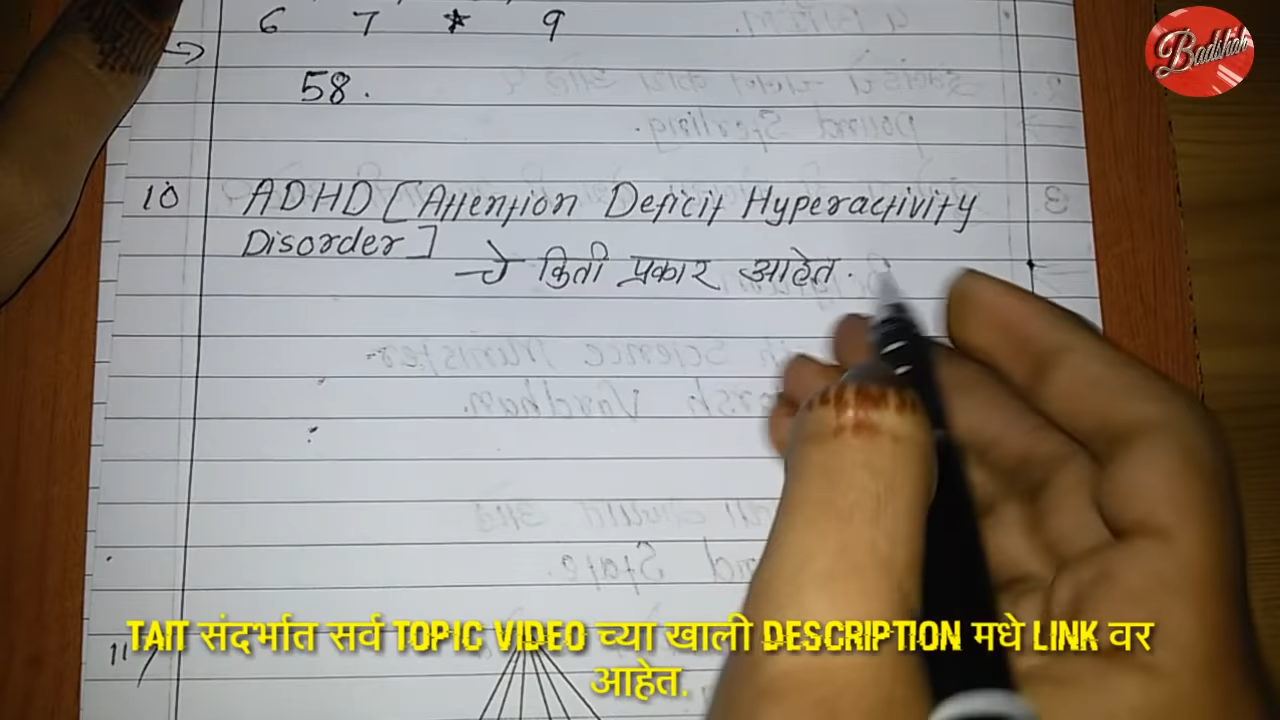 6 7 * 9
58.
10 ADHD [Attention Deficit Hyperactivity
Disorder]
चे किती प्रकार आहेत.
11
TAIT संदर्भात सर्व TOPIC VIDEO च्या खाली DESCRIPTION मधे LINK वर
आहेत.
Badshah